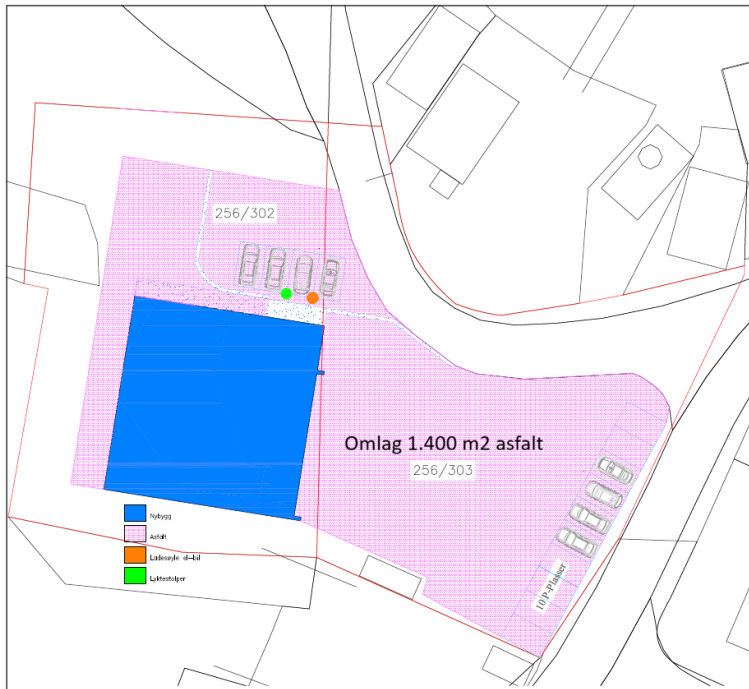 256/302
Omlag 1.400 m2 asfalt
256/303
Nybygg
Asfalt
Ladesøyle el-bil
Lyktestolper
10 P-Plasser